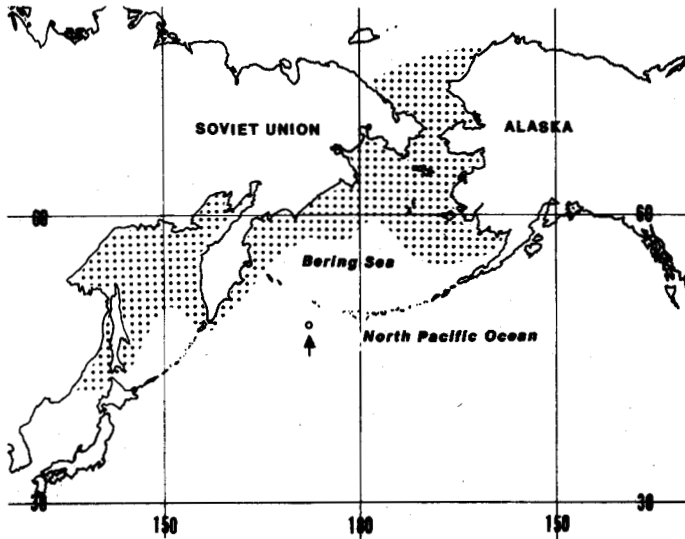 SOVIET UNION
ALASKA
60
60
Bering Sea
North Pacific Ocean
30
30
150
180
150